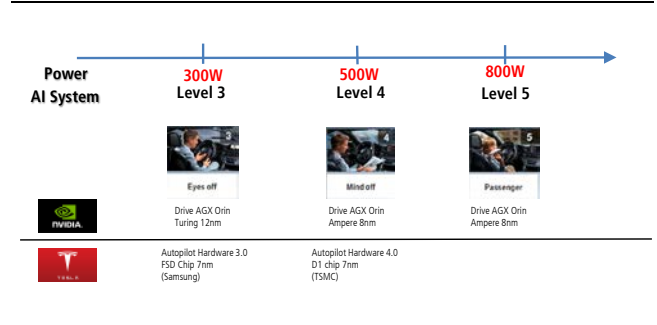 Power
AI System
300W
Level 3
500W
Level 4
800W
Level 5
3
4
5
Eyes off
Mind off
Passenger
NVIDIA.
Drive AGX Orin
Turing 12nm
Drive AGX Orin
Ampere 8nm
Drive AGX Orin
Ampere 8nm
TESLA
Autopilot Hardware 3.0
FSD Chip 7nm
(Samsung)
Autopilot Hardware 4.0
D1 chip 7nm
(TSMC)